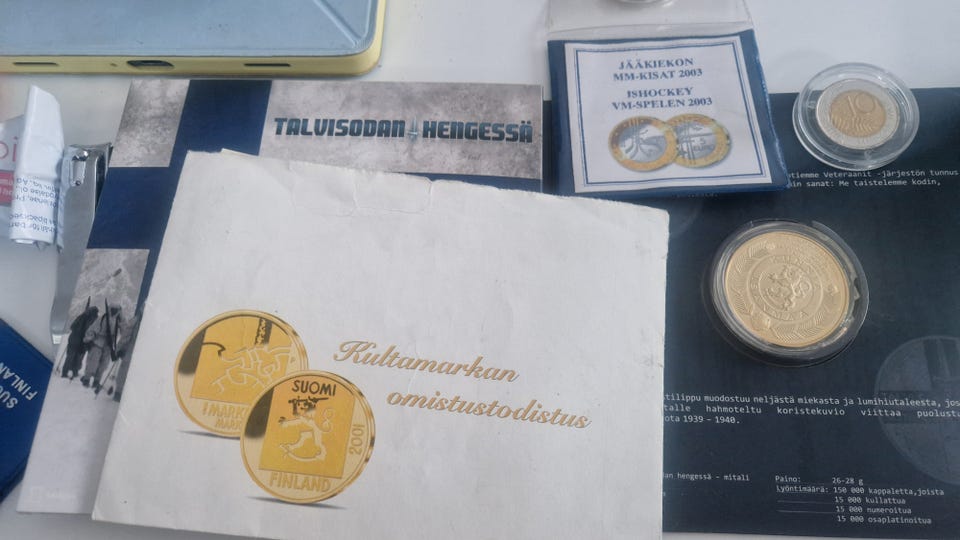 JÄÄKIEKON
MM-KISAT 2003
ISHOCKEY
VM-SPELEN 2003
TALVISODAN HENGESSÄ
10
Veteraanit -järjestön tunnus
sanat: Me taistelemme kodin,
Kultamarkan
omistustodistus
1 MARKKA
SUOMI
2001
FINLAND
FINLAN
muodostuu neljästä miekasta ja lumihiutaleesta,
hahmoteltu koristekuvio viittaa
1939 - 1940.
hengessä - mitali
Paino: 26-28 g
Lyöntimäärä: 150 000 kappaletta,joista
15 000 kullattua
15 000 numeroitua
15 000 osaplatinoitua